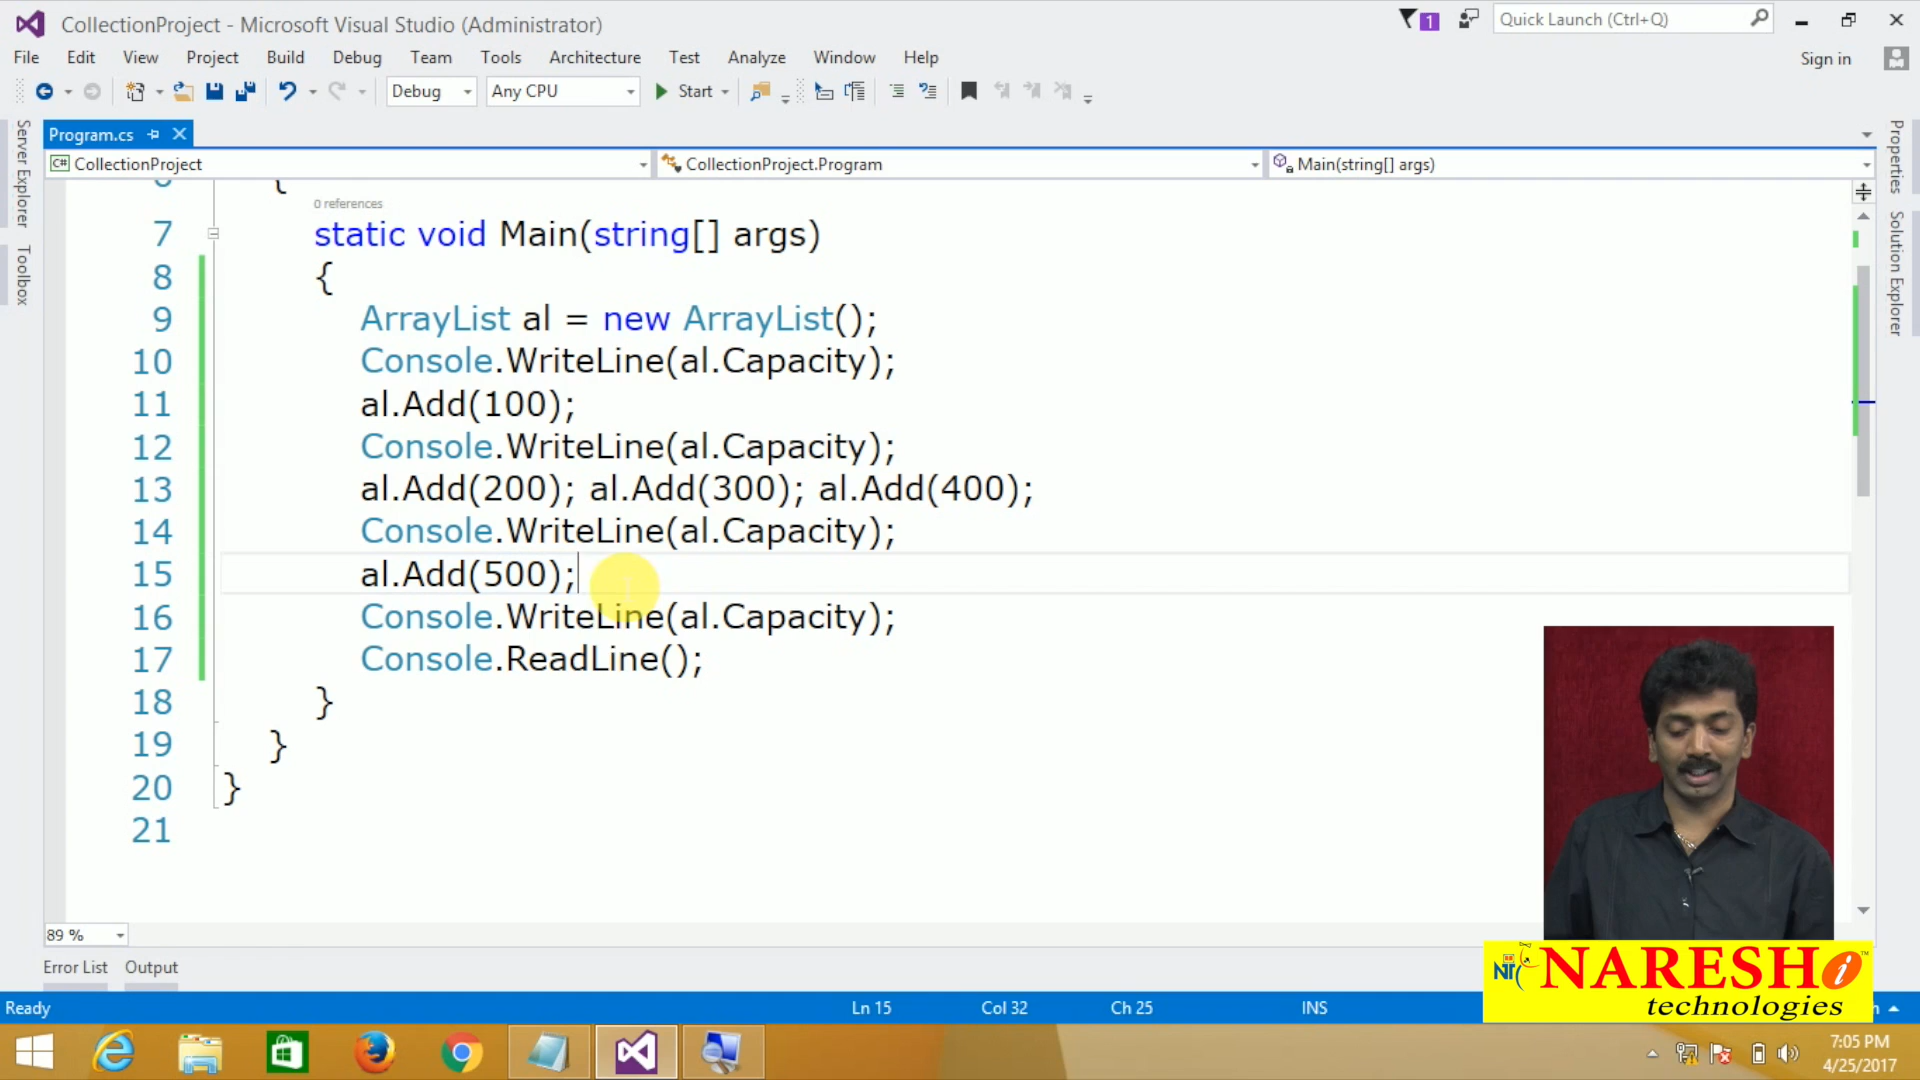 CollectionProject - Microsoft Visual Studio (Administrator)
1
Quick Launch (Ctrl+Q)
File Edit View Project Build Debug Team Tools Architecture Test Analyze Window Help
Sign in
Debug Any CPU Start
Server Explorer
Toolbox
Properties
Solution Explorer
Program.cs
C# CollectionProject CollectionProject.Program Main(string[] args)
{
0 references
7 static void Main(string[] args)
8 {
9 ArrayList al = new ArrayList();
10 Console.WriteLine(al.Capacity);
11 al.Add(100);
12 Console.WriteLine(al.Capacity);
13 al.Add(200); al.Add(300); al.Add(400);
14 Console.WriteLine(al.Capacity);
15 al.Add(500);
16 Console.WriteLine(al.Capacity);
17 Console.ReadLine();
18 }
19 }
20 }
21
89 %
Error List Output
Ready Ln 15 Col 32 Ch 25 INS
NTi NARESH i
technologies
7:05 PM
4/25/2017